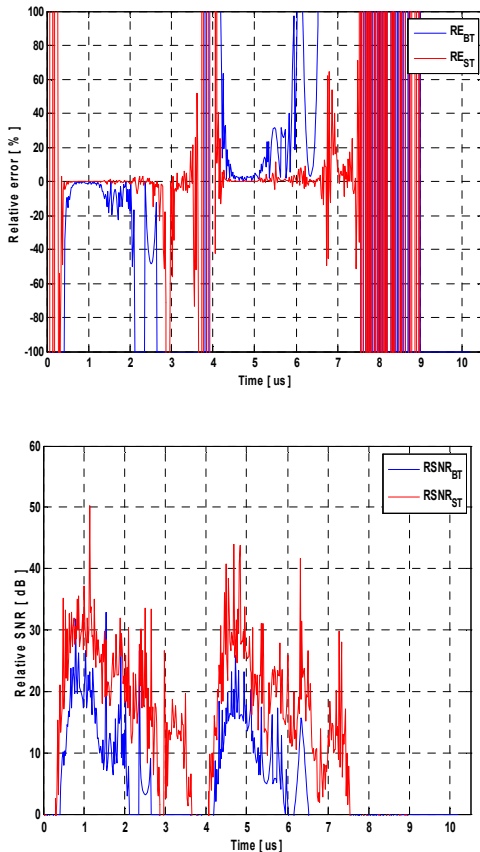 100
80
60
40
20
0
-20
-40
-60
-80
-100
Relative error [ % ]
RE_BT
RE_ST
0 1 2 3 4 5 6 7 8 9 10
Time [ us ]
60
50
40
30
20
10
0
Relative SNR [ dB ]
RSNR_BT
RSNR_ST
0 1 2 3 4 5 6 7 8 9 10
Time [ us ]